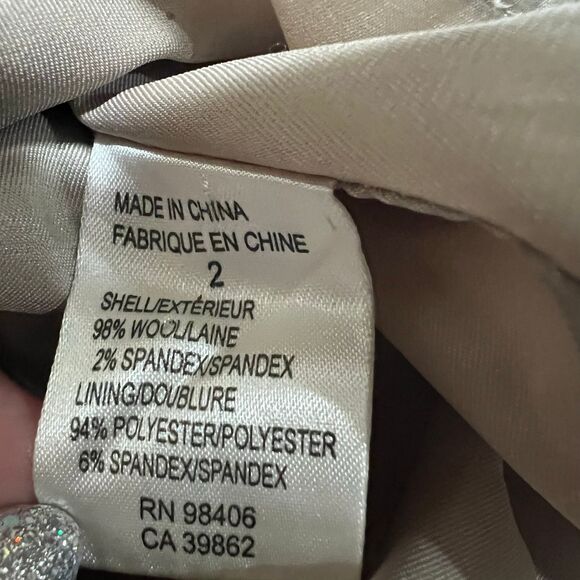 MADE IN CHINA
FABRIQUE EN CHINE
2
SHELL/EXTÉRIEUR
98% WOOL/LAINE
2% SPANDEX/SPANDEX
LINING/DOUBLURE
94% POLYESTER/POLYESTER
6% SPANDEX/SPANDEX
RN 98406
CA 39862